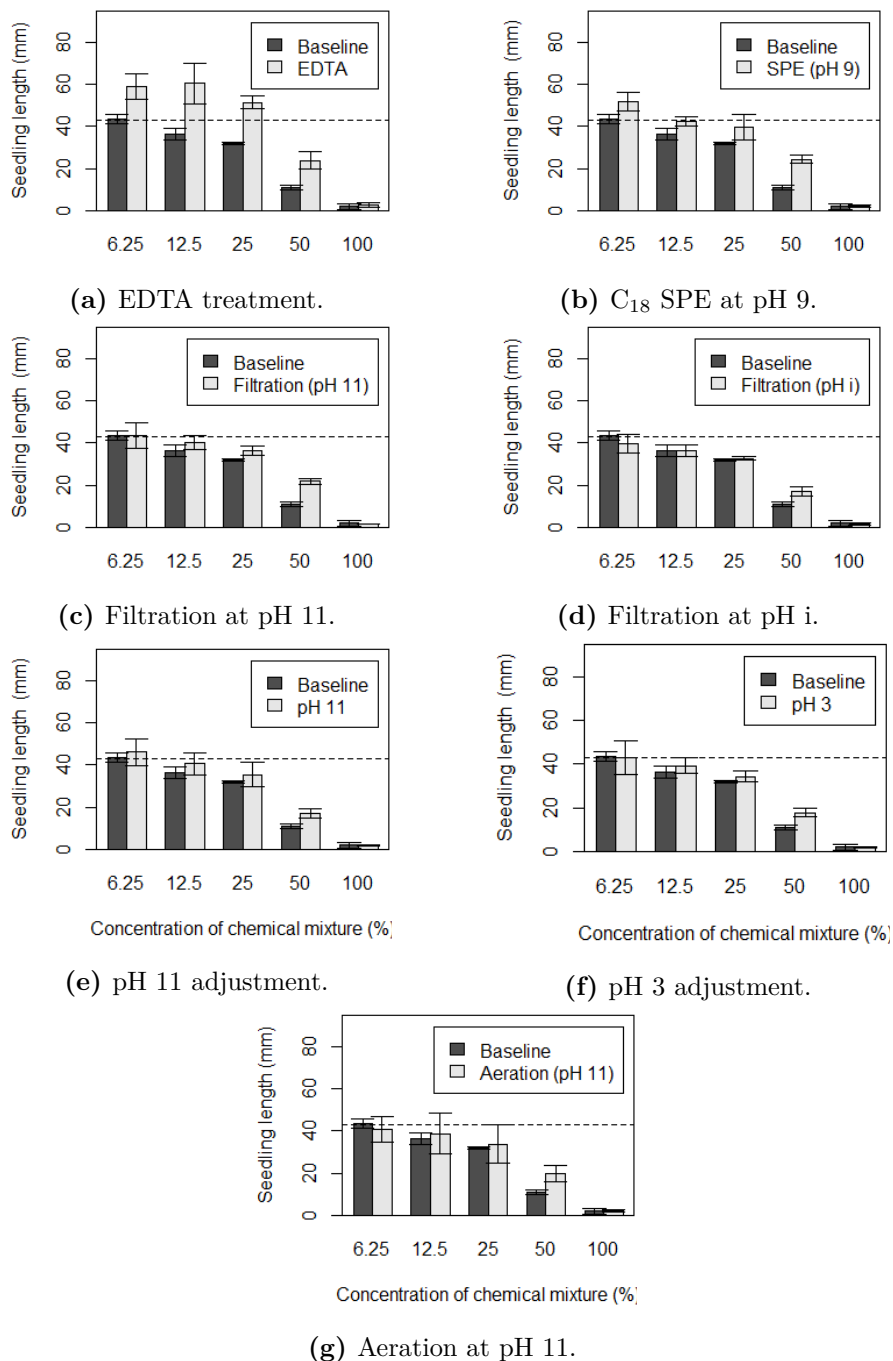 Seedling length (mm)
80
60
40
20
0
Baseline
EDTA
6.25 12.5 25 50 100
(a) EDTA treatment.
Seedling length (mm)
80
60
40
20
0
Baseline
SPE (pH 9)
6.25 12.5 25 50 100
(b) C18 SPE at pH 9.
Seedling length (mm)
80
60
40
20
0
Baseline
Filtration (pH 11)
6.25 12.5 25 50 100
(c) Filtration at pH 11.
Seedling length (mm)
80
60
40
20
0
Baseline
Filtration (pH i)
6.25 12.5 25 50 100
(d) Filtration at pH i.
Seedling length (mm)
80
60
40
20
0
Baseline
pH 11
6.25 12.5 25 50 100
Concentration of chemical mixture (%)
(e) pH 11 adjustment.
Seedling length (mm)
80
60
40
20
0
Baseline
pH 3
6.25 12.5 25 50 100
Concentration of chemical mixture (%)
(f) pH 3 adjustment.
Seedling length (mm)
80
60
40
20
0
Baseline
Aeration (pH 11)
6.25 12.5 25 50 100
Concentration of chemical mixture (%)
(g) Aeration at pH 11.